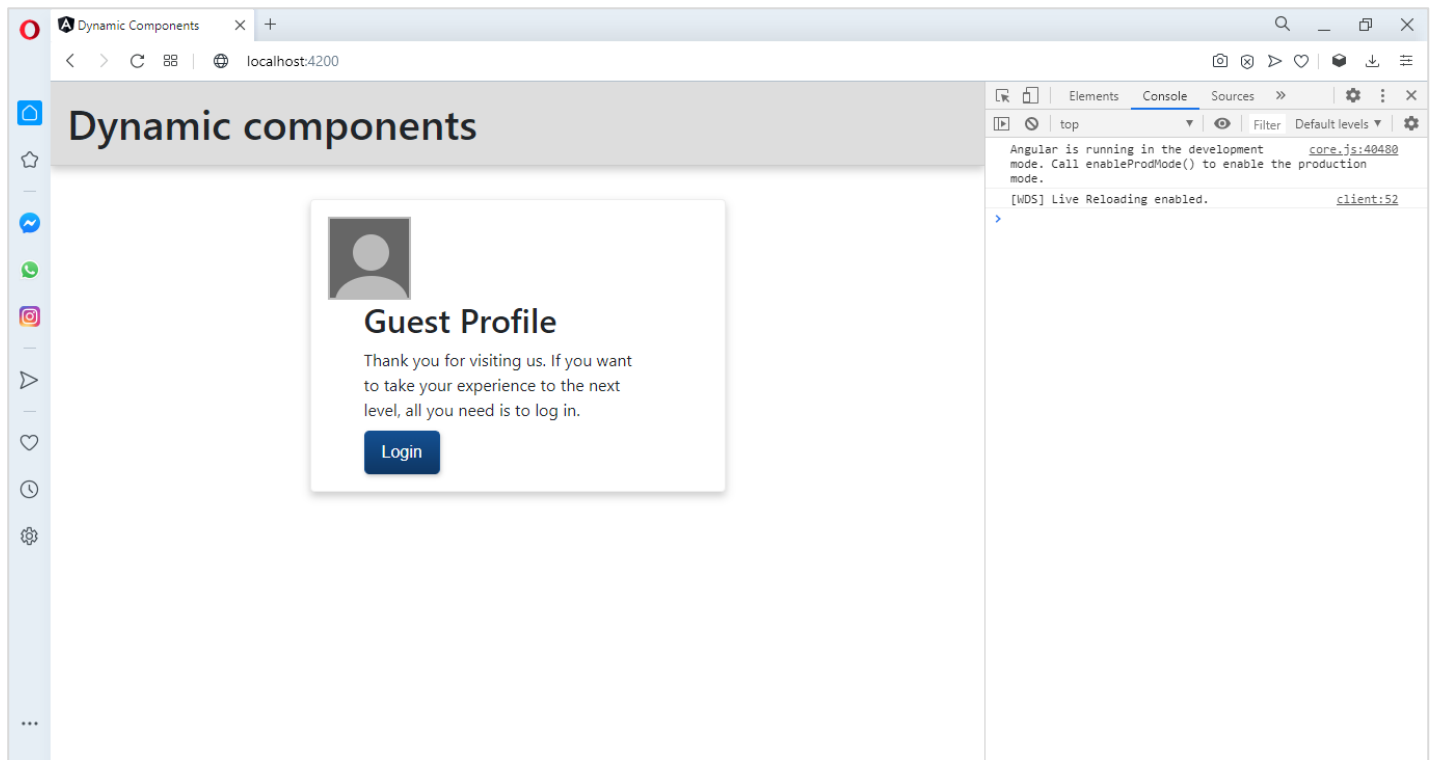 Dynamic Components
localhost:4200
Dynamic components
Guest Profile
Thank you for visiting us. If you want
to take your experience to the next
level, all you need is to log in.
Login
Elements Console Sources »
top Filter Default levels ▼
Angular is running in the development core.js:40480
mode. Call enableProdMode() to enable the production
mode.
[WDS] Live Reloading enabled. client:52
>